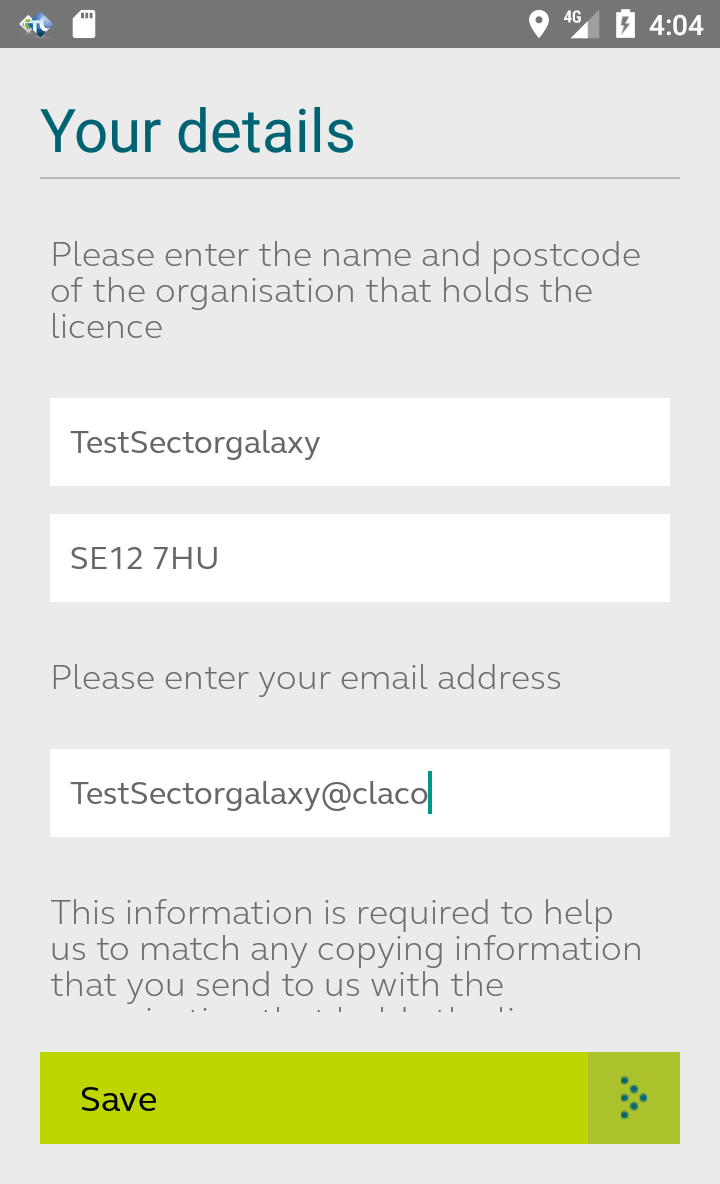 4G 4:04
Your details
Please enter the name and postcode
of the organisation that holds the
licence
TestSectorgalaxy
SE12 7HU
Please enter your email address
TestSectorgalaxy@claco
This information is required to help
us to match any copying information
that you send to us with the
Save